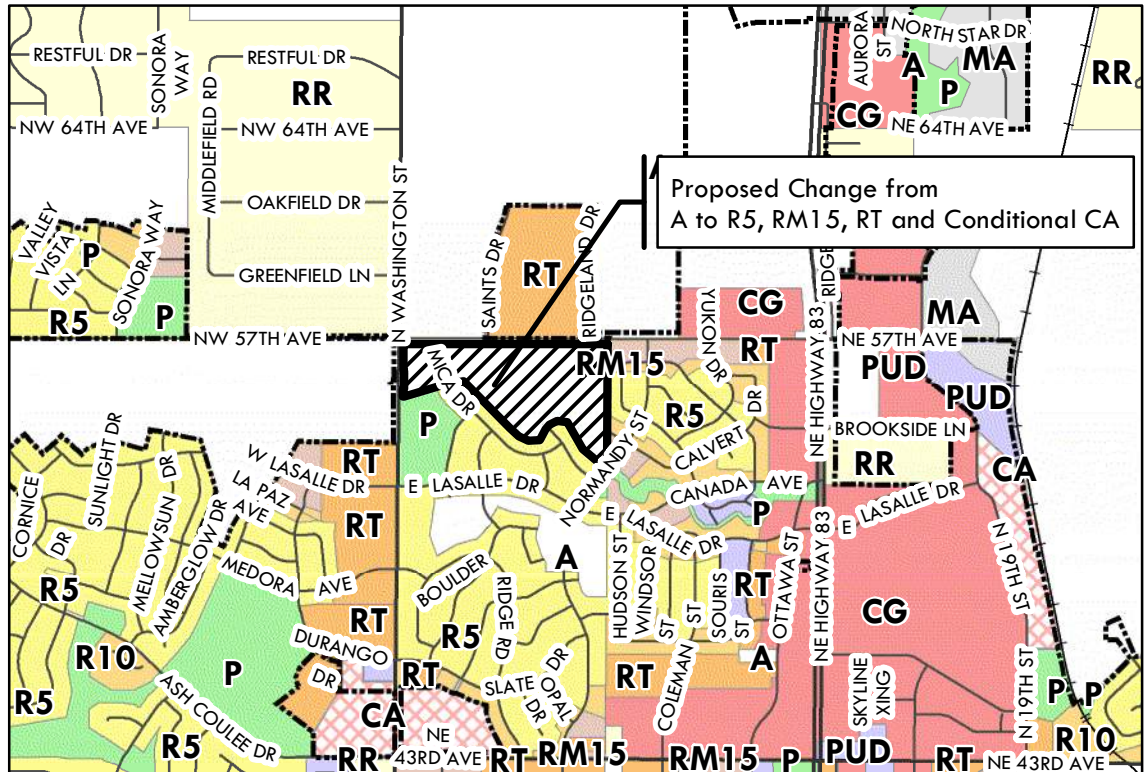 RESTFUL DR
SONORA
WAY
RESTFUL DR
RR
MIDDLEFIELD RD
NW 64TH AVE
NW 64TH AVE
OAKFIELD DR
GREENFIELD LN
N WASHINGTON ST
AURORA
ST
NORTH STAR DR
A
MA
P
CG
NE 64TH AVE
RR
Proposed Change from
A to R5, RM15, RT and Conditional CA
VALLEY
VISTA
LN
P
SONORA WAY
R5
P
NW 57TH AVE
SAINTS DR
RT
RIDGELAND DR
RM15
MICA DR
P
YUKON DR
CG
RT
DR
R5
CALVERT
NORMANDY ST
CANADA AVE
P
RIDGE
NE HIGHWAY 83
MA
NE 57TH AVE
PUD
PUD
BROOKSIDE LN
RR
CA
E LASALLE DR
N 19TH ST
CORNICE
DR
SUNLIGHT DR
MELLOWSUN DR
AMBERGLOW DR
W LASALLE DR
LA PAZ
AVE
RT
RT
MEDORA AVE
RT
DURANGO
DR
R5
R10
P
R5
ASH COULEE DR
R5
CA
RR
E LASALLE DR
A
BOULDER
RIDGE RD
R5
RT
SLATE
DR
OPAL
DR
NE
43RD AVE
RT
RM15
E LASALLE DR
HUDSON ST
WINDSOR
ST
SOURIS
ST
RT
OTTAWA ST
A
RT
COLEMAN
ST
NE HIGHWAY 83
CG
SKYLINE
XING
N 19TH ST
P
P
RM15
P
PUD
RT
R10
NE 43RD AVE